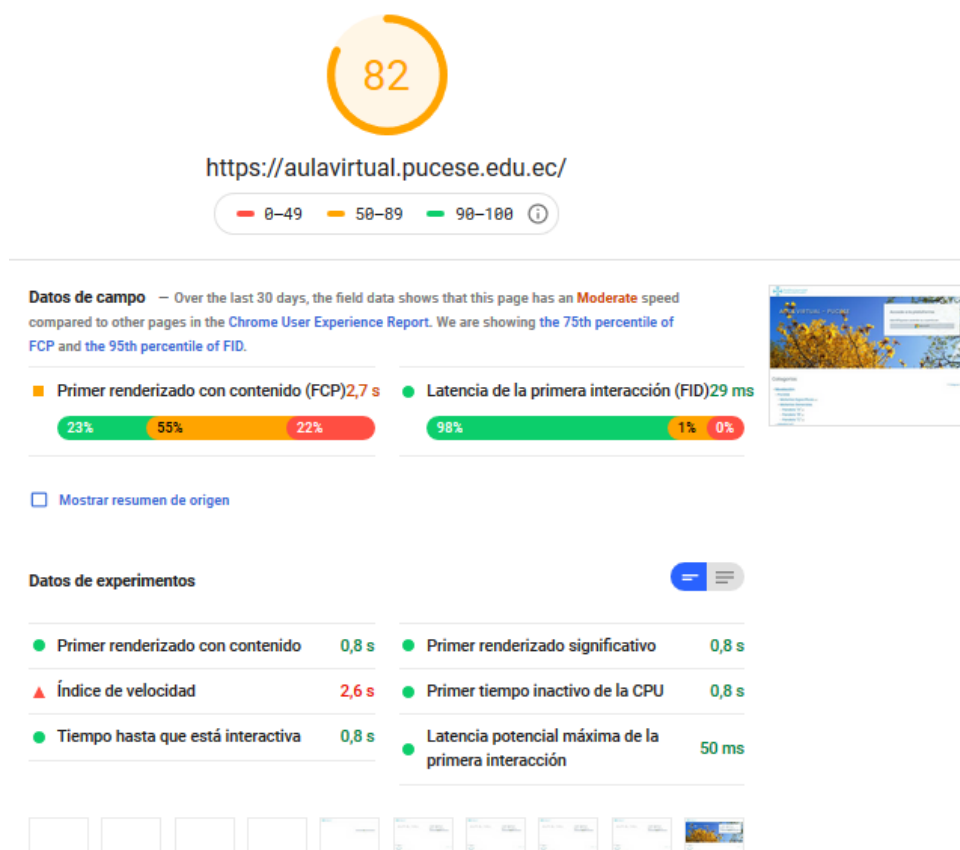 82
https://aulavirtual.pucese.edu.ec/
0–49 50–89 90–100
Datos de campo — Over the last 30 days, the field data shows that this page has an Moderate speed
compared to other pages in the Chrome User Experience Report. We are showing the 75th percentile of
FCP and the 95th percentile of FID.
Primer renderizado con contenido (FCP)2,7 s
23% 55% 22%
Latencia de la primera interacción (FID)29 ms
98% 1% 0%
Mostrar resumen de origen
Datos de experimentos
Primer renderizado con contenido 0,8 s
Índice de velocidad 2,6 s
Tiempo hasta que está interactiva 0,8 s
Primer renderizado significativo 0,8 s
Primer tiempo inactivo de la CPU 0,8 s
Latencia potencial máxima de la
primera interacción 50 ms
AULA VIRTUAL - PUCESE
Categorías